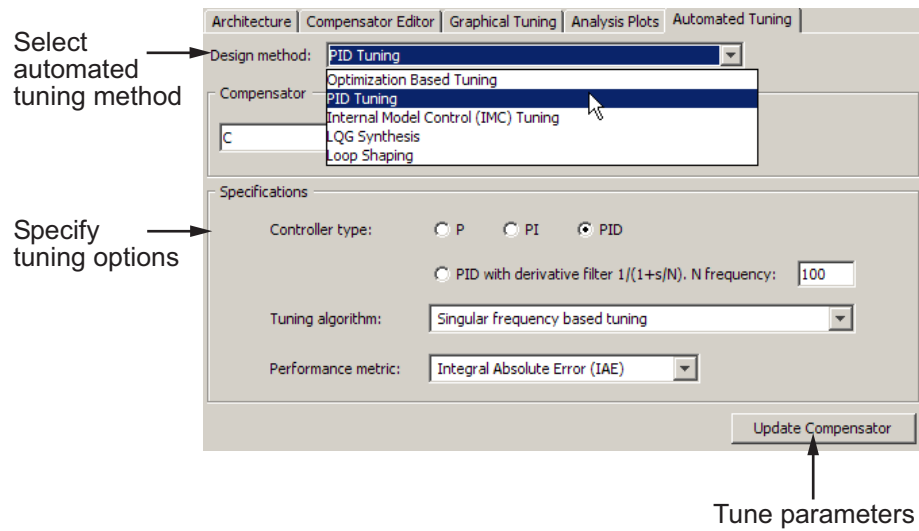 Architecture | Compensator Editor | Graphical Tuning | Analysis Plots | Automated Tuning
Select
automated
tuning method
Design method: PID Tuning
Optimization Based Tuning
Compensator
PID Tuning
Internal Model Control (IMC) Tuning
C
LQG Synthesis
Loop Shaping
Specifications
Specify
tuning options
Controller type: P PI PID
PID with derivative filter 1/(1+s/N). N frequency: 100
Tuning algorithm: Singular frequency based tuning
Performance metric: Integral Absolute Error (IAE)
Update Compensator
Tune parameters